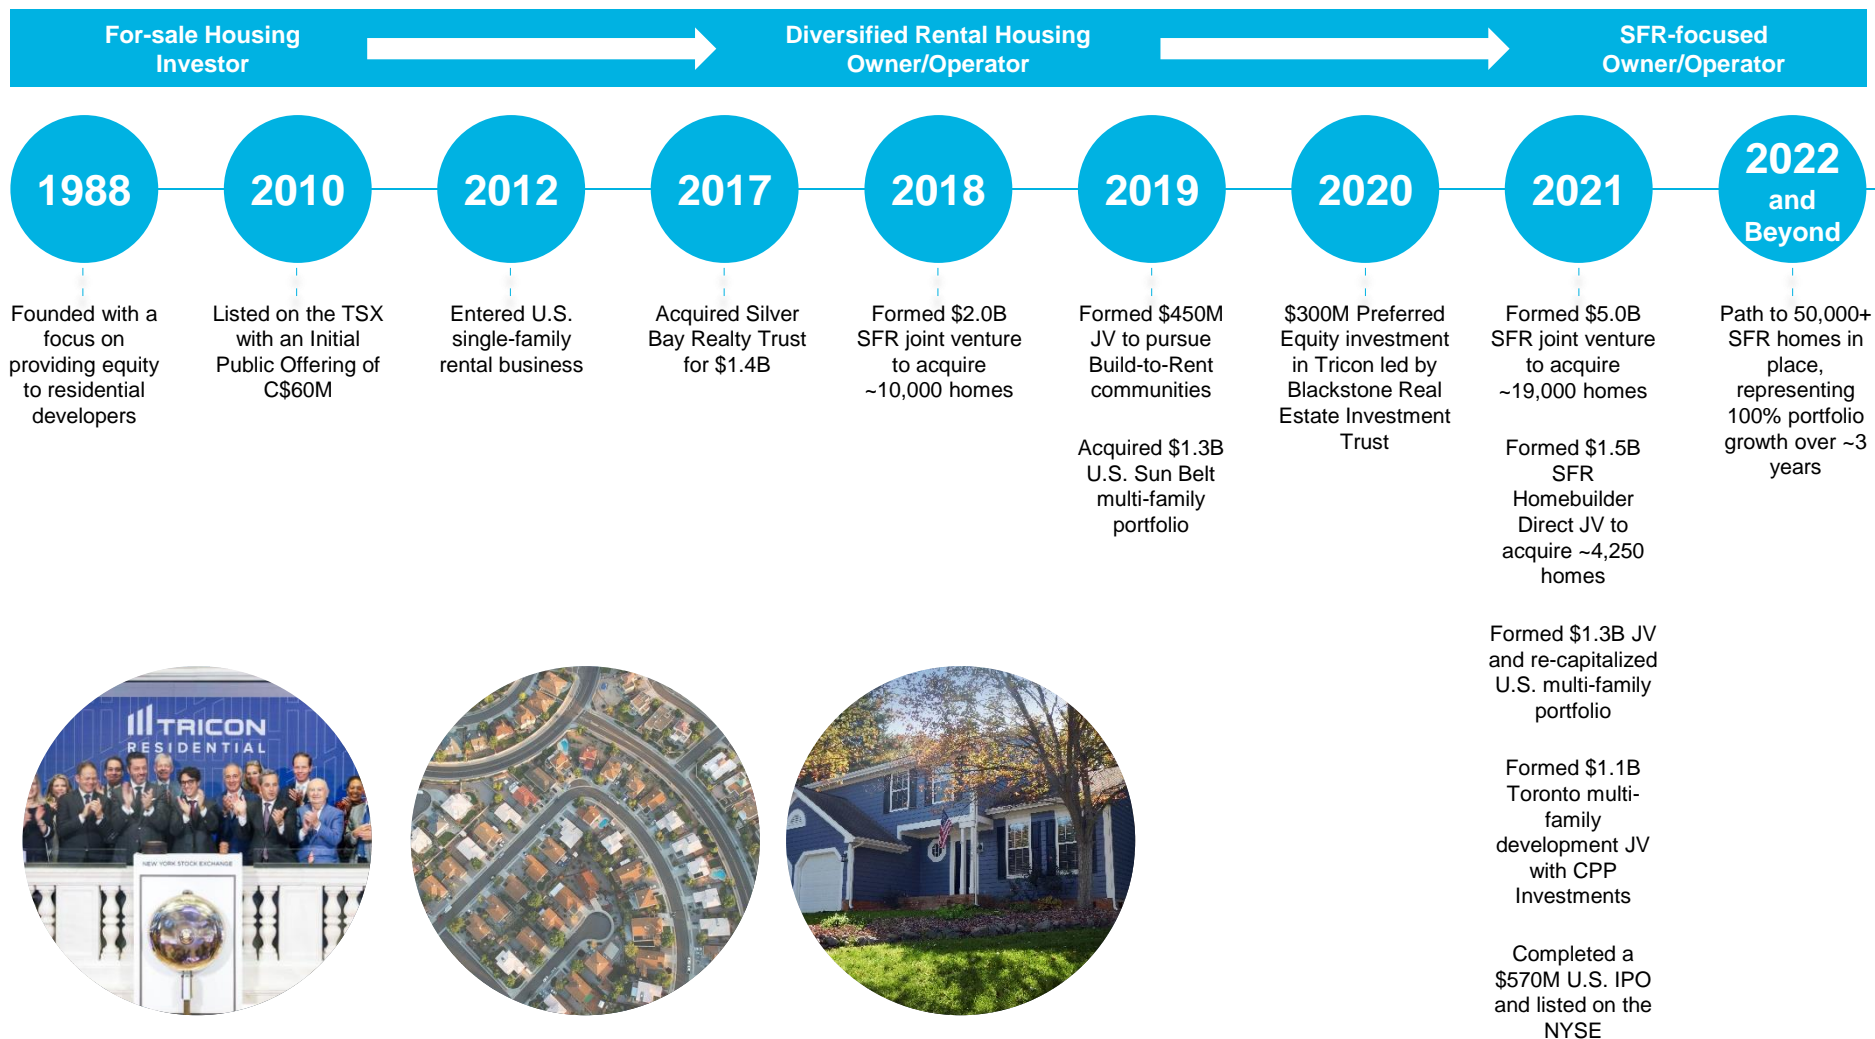 For-sale Housing
Investor
Diversified Rental Housing
Owner/Operator
SFR-focused
Owner/Operator
1988
Founded with a
focus on
providing equity
to residential
developers
2010
Listed on the TSX
with an Initial
Public Offering of
C$60M
2012
Entered U.S.
single-family
rental business
2017
Acquired Silver
Bay Realty Trust
for $1.4B
2018
Formed $2.0B
SFR joint venture
to acquire
~10,000 homes
2019
Formed $450M
JV to pursue
Build-to-Rent
communities
Acquired $1.3B
U.S. Sun Belt
multi-family
portfolio
2020
$300M Preferred
Equity investment
in Tricon led by
Blackstone Real
Estate Investment
Trust
2021
Formed $5.0B
SFR joint venture
to acquire
~19,000 homes
Formed $1.5B
SFR
Homebuilder
Direct JV to
acquire ~4,250
homes
Formed $1.3B JV
and re-capitalized
U.S. multi-family
portfolio
Formed $1.1B
Toronto multi-
family
development JV
with CPP
Investments
Completed a
$570M U.S. IPO
and listed on the
NYSE
2022
and
Beyond
Path to 50,000+
SFR homes in
place,
representing
100% portfolio
growth over ~3
years
TRICON
RESIDENTIAL
NEW YORK STOCK EXCHANGE